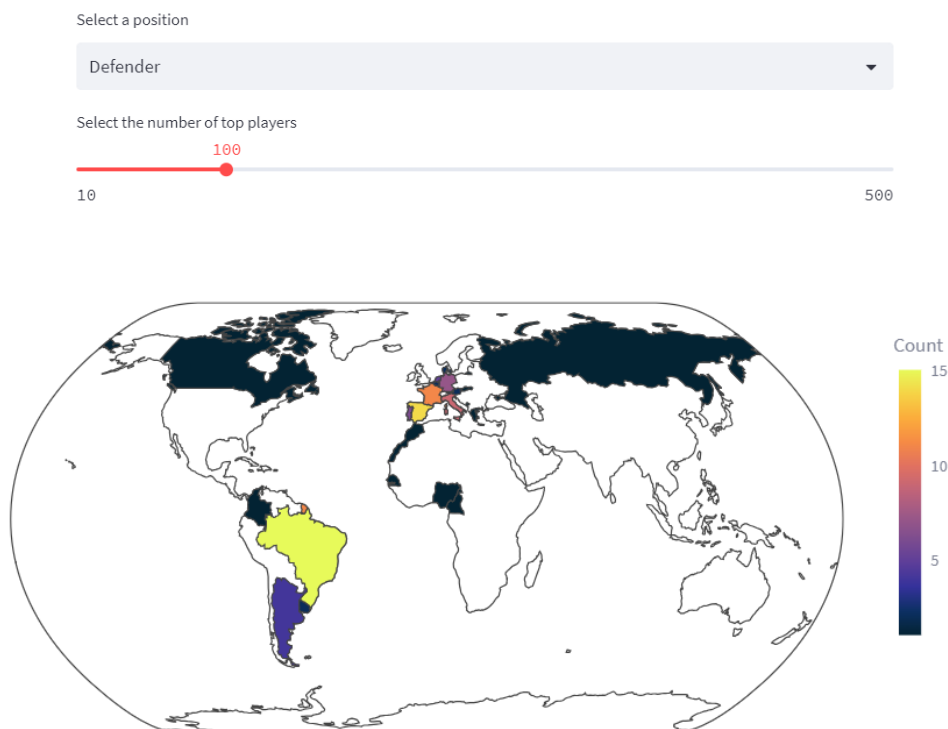 Select a position
Defender
Select the number of top players
100
10 500
Count
15
10
5